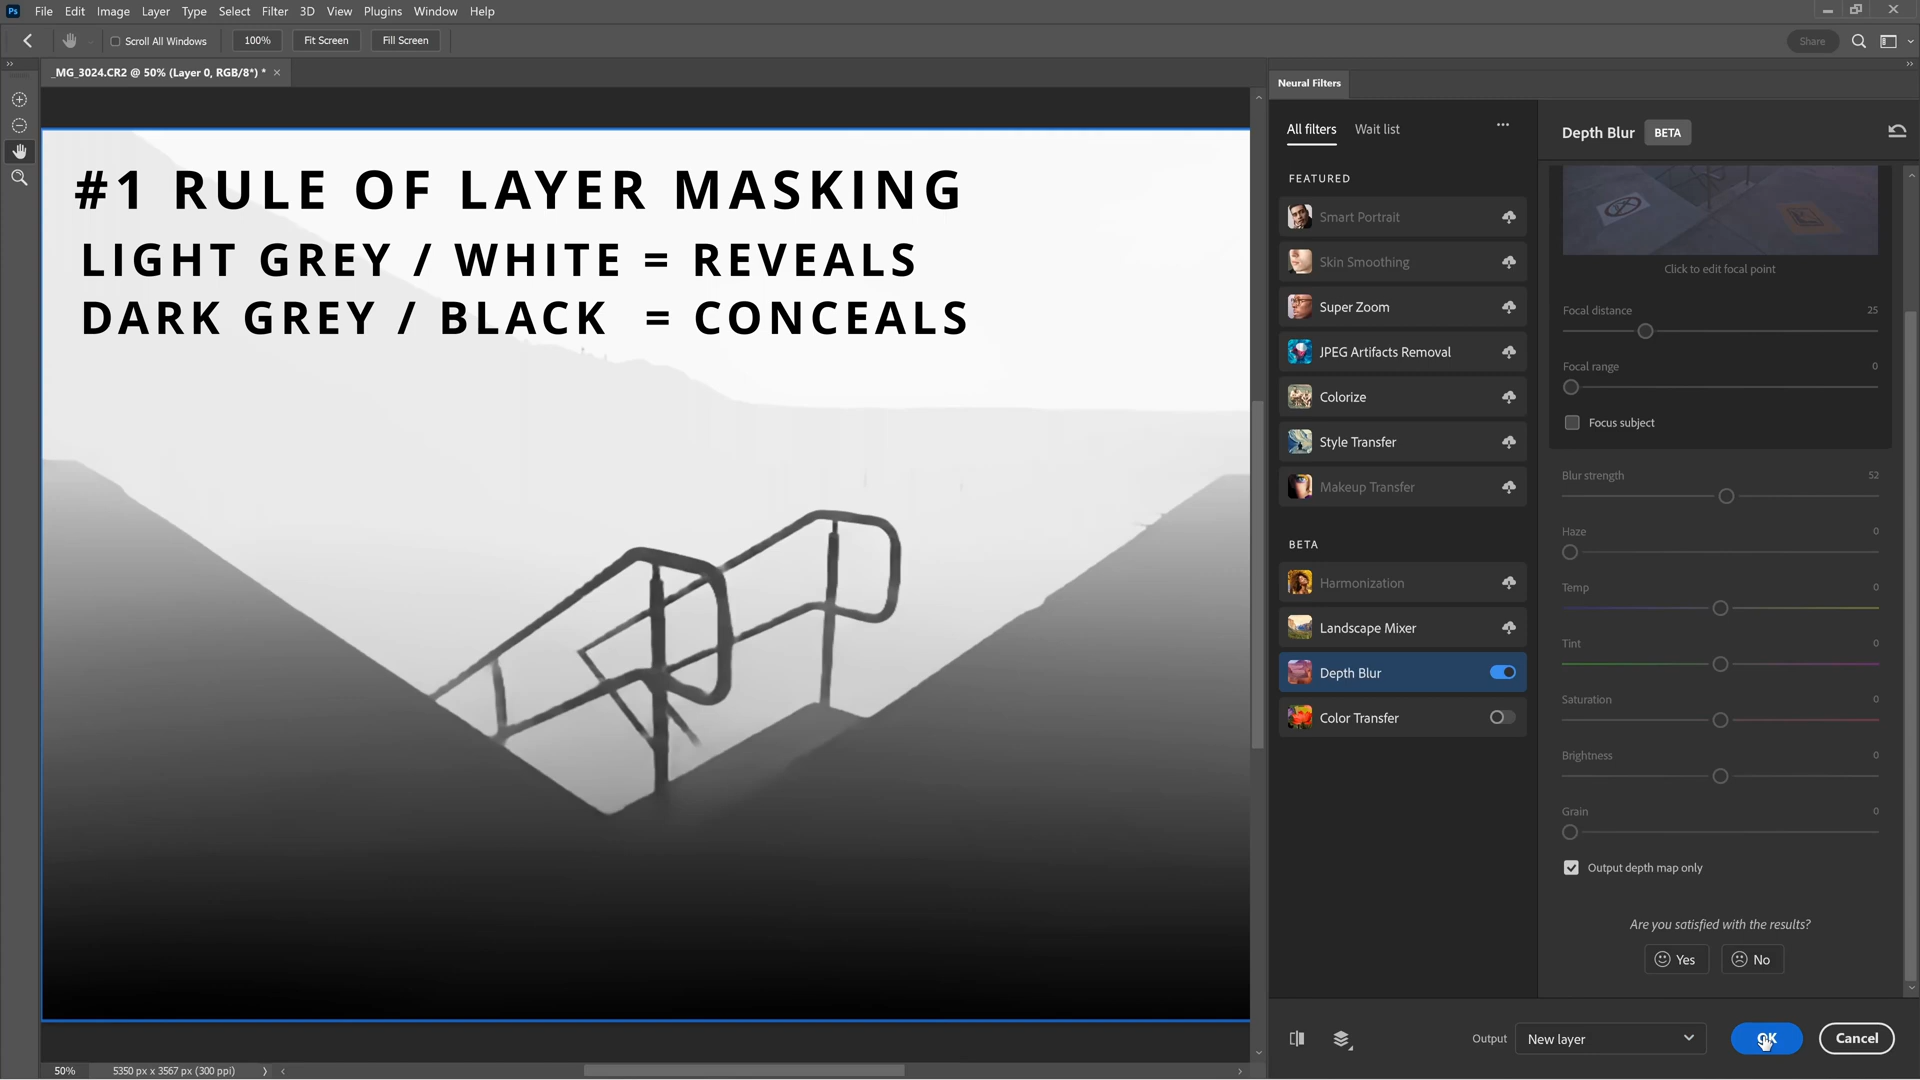 Ps File Edit Image Layer Type Select Filter 3D View Plugins Window Help
Scroll All Windows 100% Fit Screen Fill Screen Share
_MG_3024.CR2 @ 50% (Layer 0, RGB/8*) *
#1 RULE OF LAYER MASKING
LIGHT GREY / WHITE = REVEALS
DARK GREY / BLACK = CONCEALS
50% 5350 px x 3567 px (300 ppi)
Neural Filters
All filters Wait list
FEATURED
Smart Portrait
Skin Smoothing
Super Zoom
JPEG Artifacts Removal
Colorize
Style Transfer
Makeup Transfer
BETA
Harmonization
Landscape Mixer
Depth Blur
Color Transfer
Depth Blur BETA
Click to edit focal point
Focal distance 25
Focal range 0
Focus subject
Blur strength 52
Haze 0
Temp 0
Tint 0
Saturation 0
Brightness 0
Grain 0
Output depth map only
Are you satisfied with the results?
Yes No
Output New layer OK Cancel